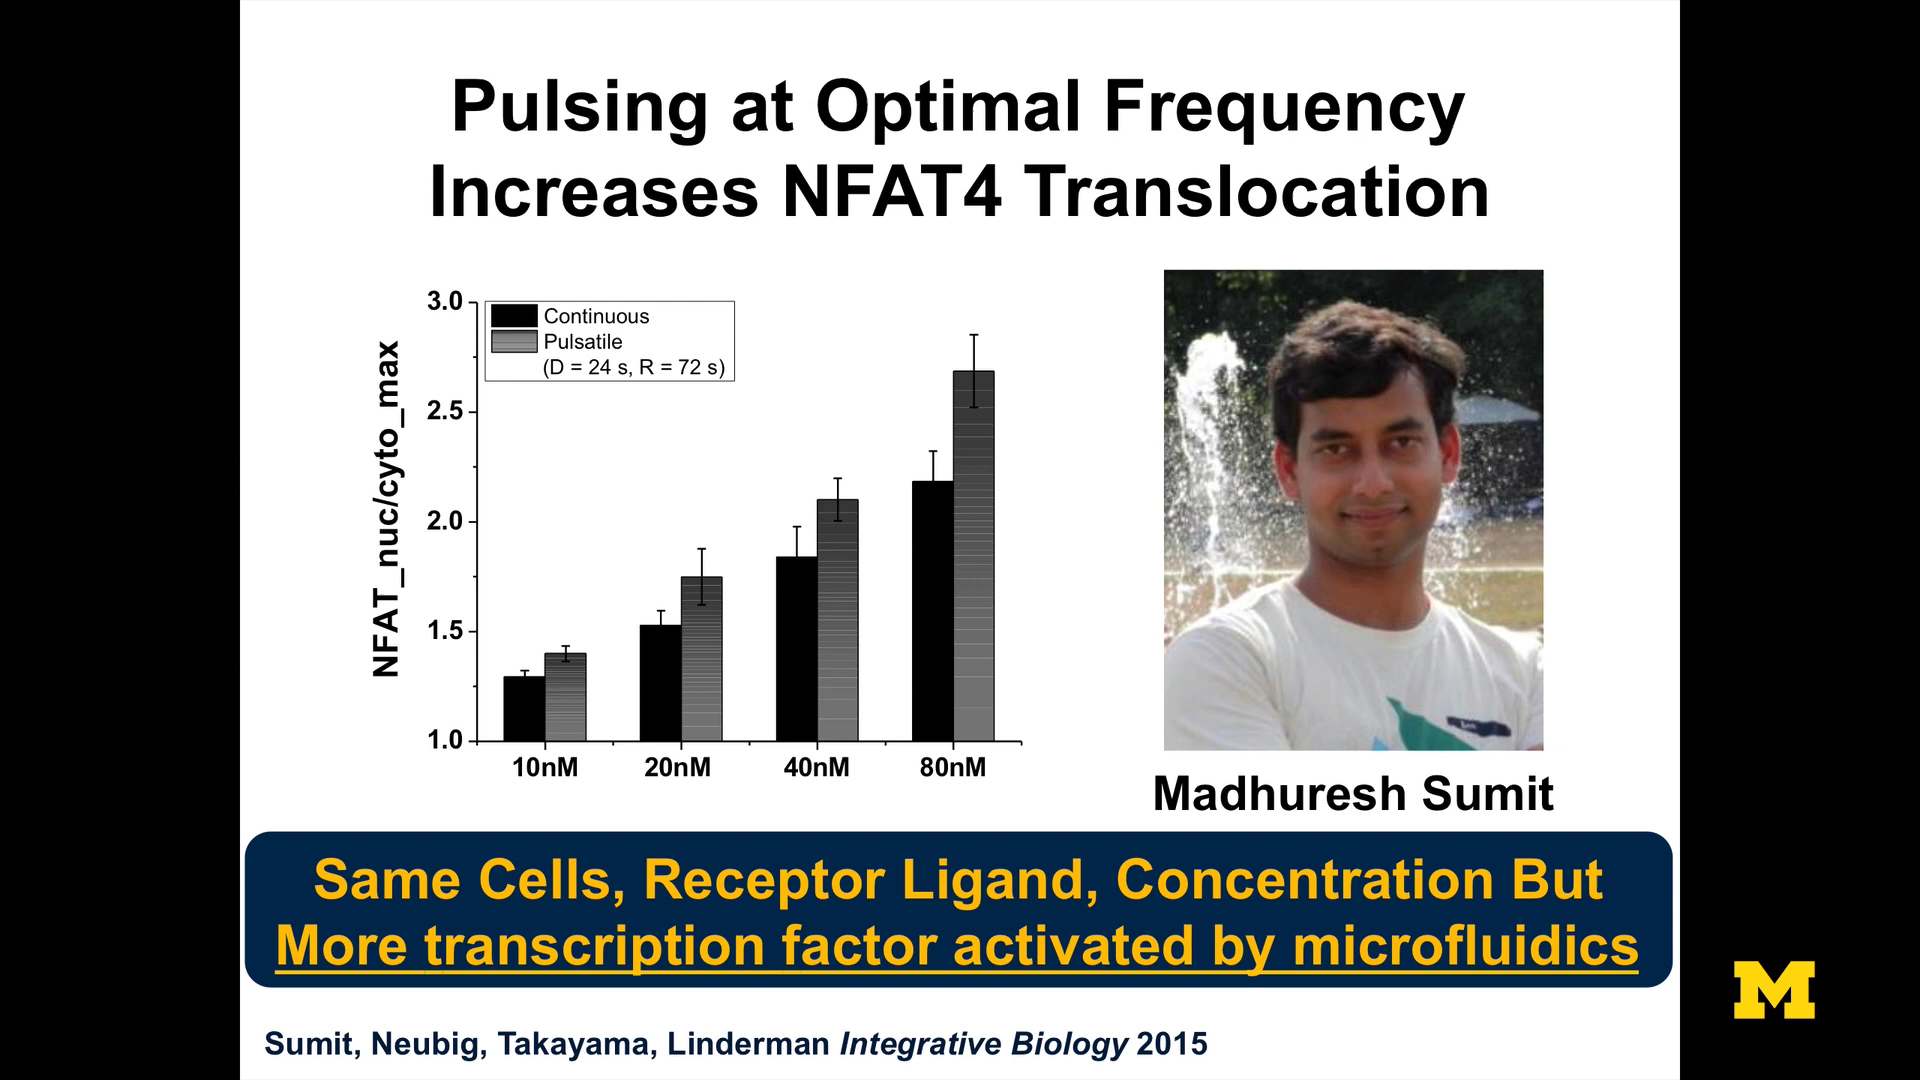 Pulsing at Optimal Frequency
Increases NFAT4 Translocation
NFAT_nuc/cyto_max
3.0
2.5
2.0
1.5
1.0
Continuous
Pulsatile
(D = 24 s, R = 72 s)
10nM 20nM 40nM 80nM
Madhuresh Sumit
Same Cells, Receptor Ligand, Concentration But
More transcription factor activated by microfluidics
M
Sumit, Neubig, Takayama, Linderman Integrative Biology 2015